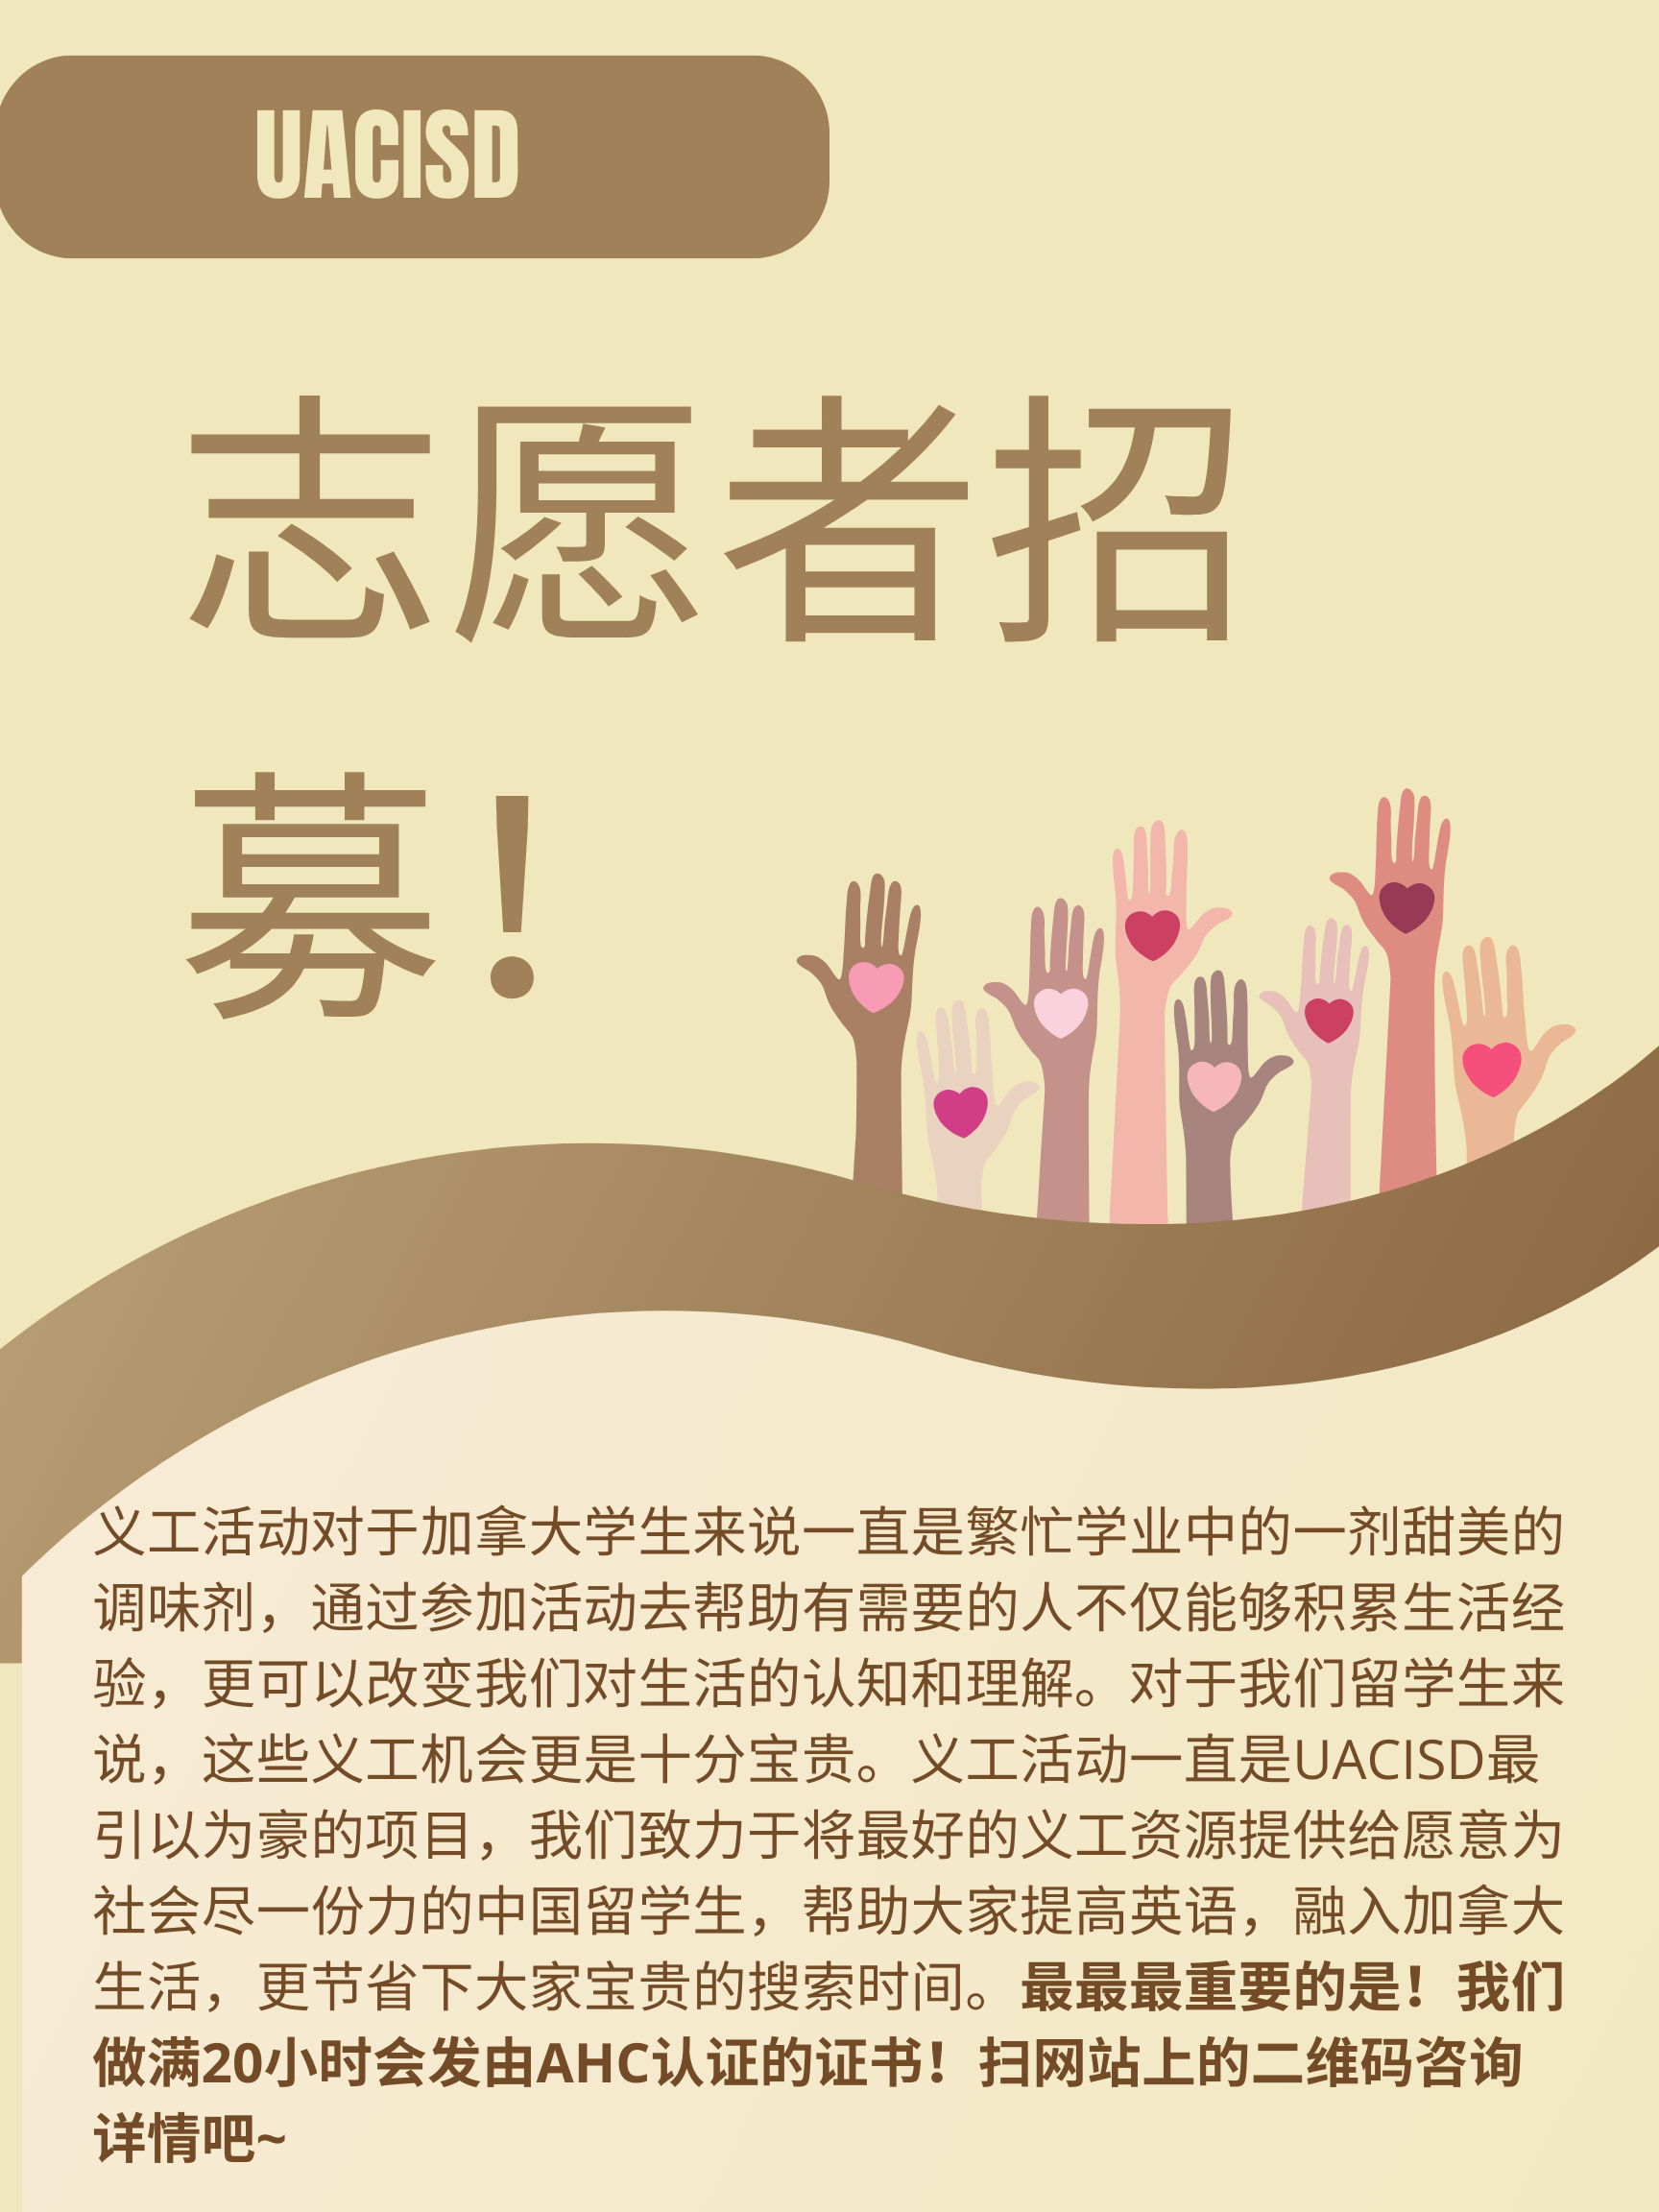 UACISD
志愿者招
募！
义工活动对于加拿大学生来说一直是繁忙学业中的一剂甜美的
调味剂，通过参加活动去帮助有需要的人不仅能够积累生活经
验，更可以改变我们对生活的认知和理解。对于我们留学生来
说，这些义工机会更是十分宝贵。义工活动一直是UACISD最
引以为豪的项目，我们致力于将最好的义工资源提供给愿意为
社会尽一份力的中国留学生，帮助大家提高英语，融入加拿大
生活，更节省下大家宝贵的搜索时间。最最最重要的是！我们
做满20小时会发由AHC认证的证书！扫网站上的二维码咨询
详情吧~